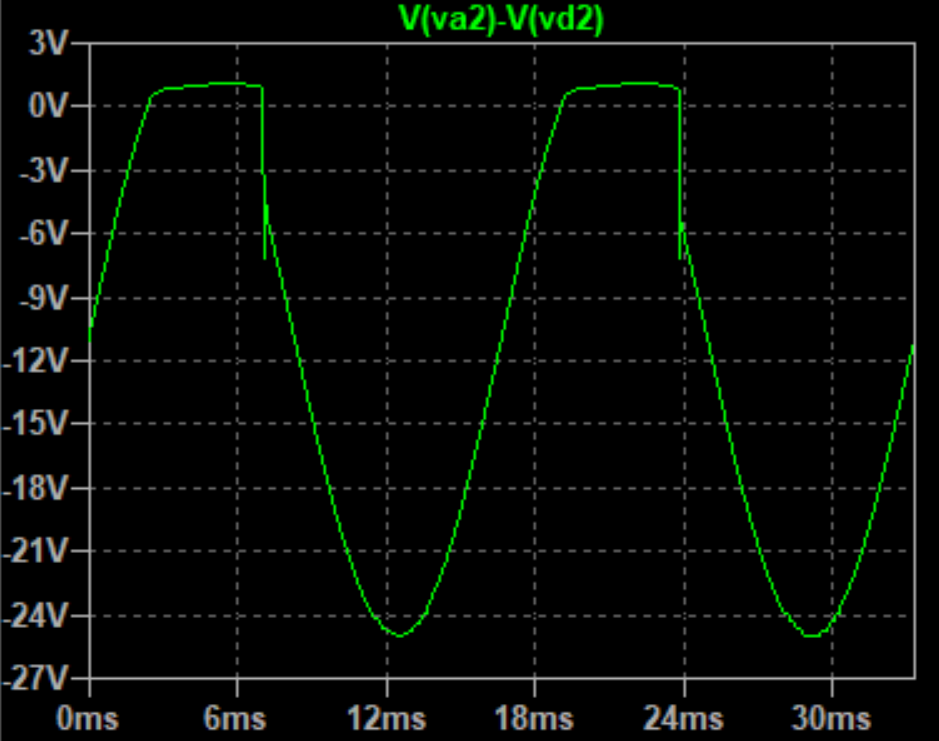 V(va2)-V(vd2)
3V
0V
-3V
-6V
-9V
-12V
-15V
-18V
-21V
-24V
-27V
0ms 6ms 12ms 18ms 24ms 30ms